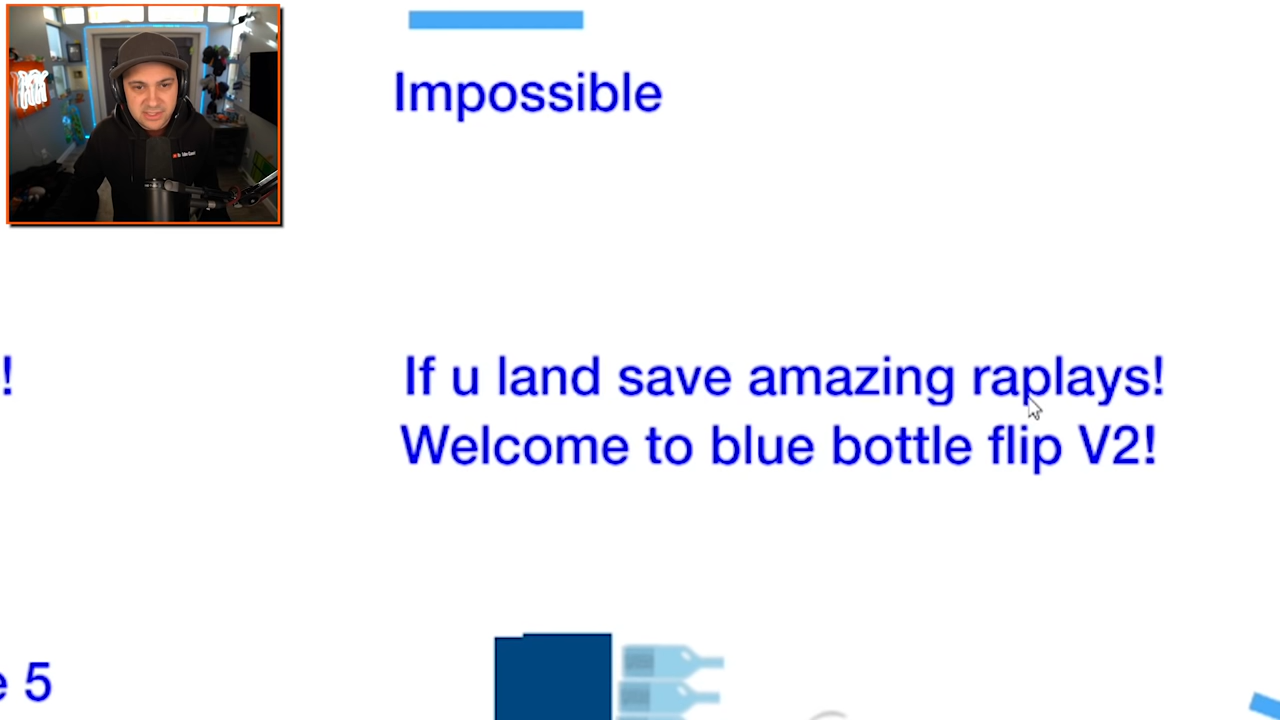 Impossible
!
If u land save amazing raplays!
Welcome to blue bottle flip V2!
e 5